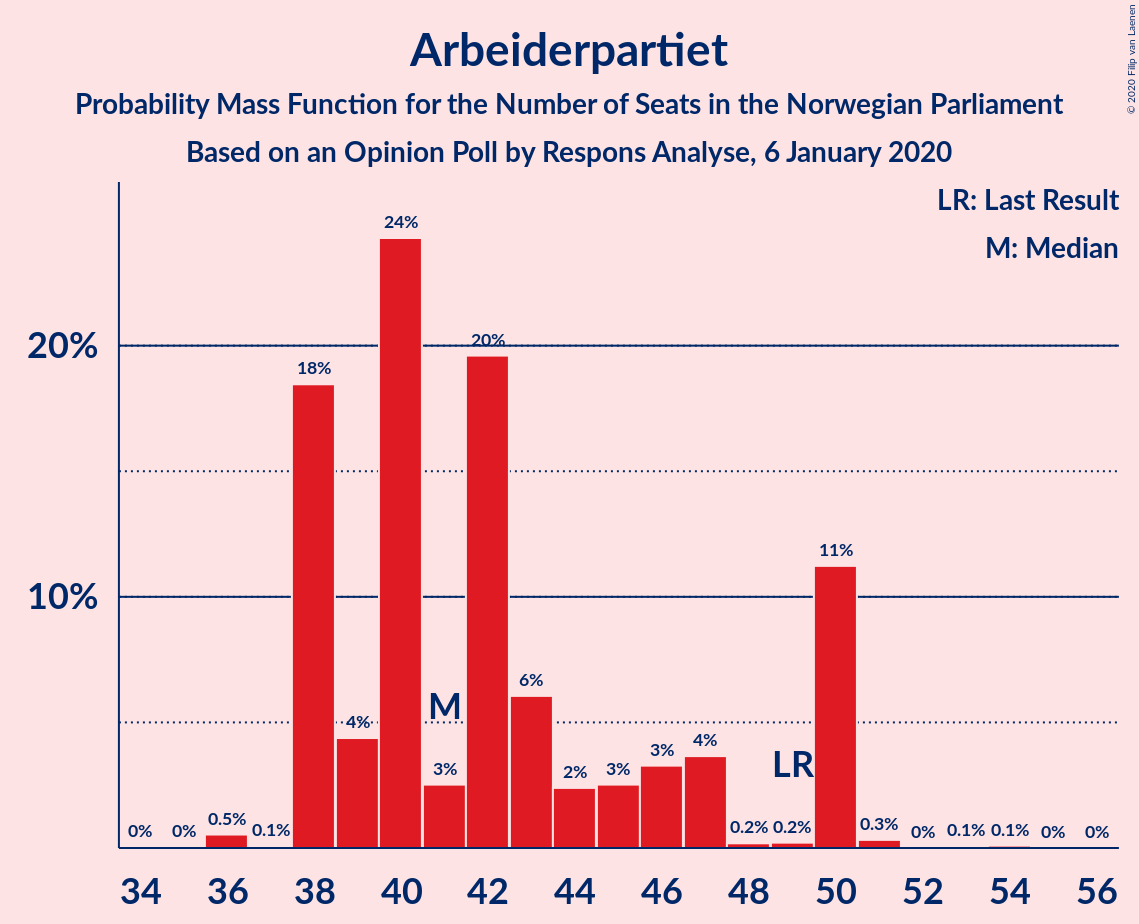 Arbeiderpartiet
Probability Mass Function for the Number of Seats in the Norwegian Parliament
Based on an Opinion Poll by Respons Analyse, 6 January 2020
© 2020 Filip van Laenen
LR: Last Result
M: Median
20%
10%
0% 0% 0.5% 0.1% 18% 4% 24% 3% 20% 6% 2% 3% 3% 4% 0.2% 0.2% 11% 0.3% 0% 0.1% 0.1% 0% 0%
M
LR
34 36 38 40 42 44 46 48 50 52 54 56